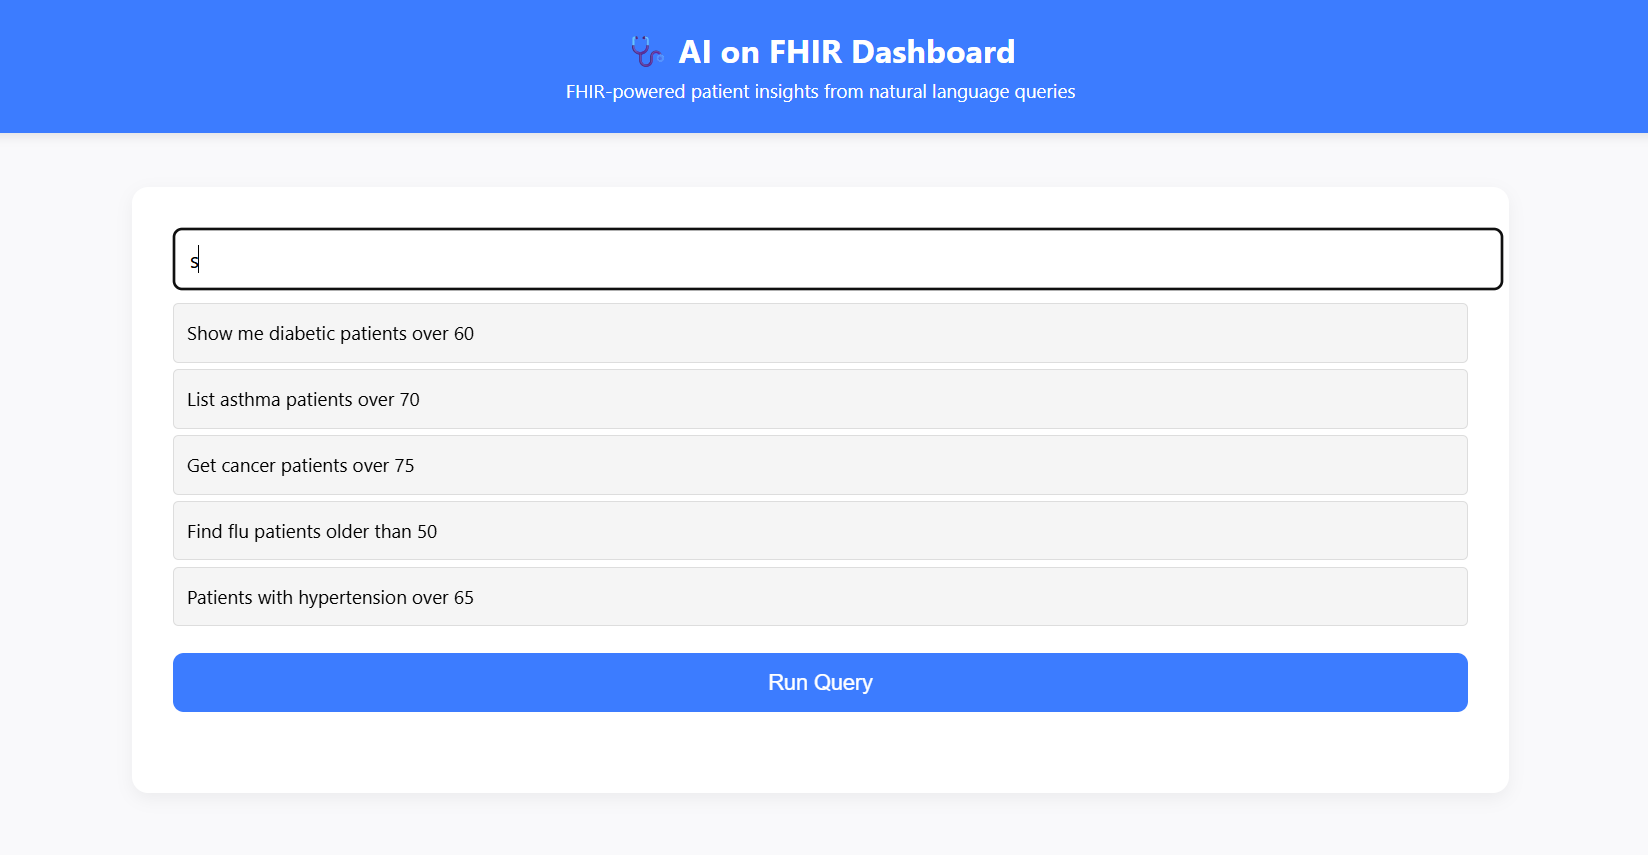 AI on FHIR Dashboard
FHIR-powered patient insights from natural language queries
s
Show me diabetic patients over 60
List asthma patients over 70
Get cancer patients over 75
Find flu patients older than 50
Patients with hypertension over 65
Run Query